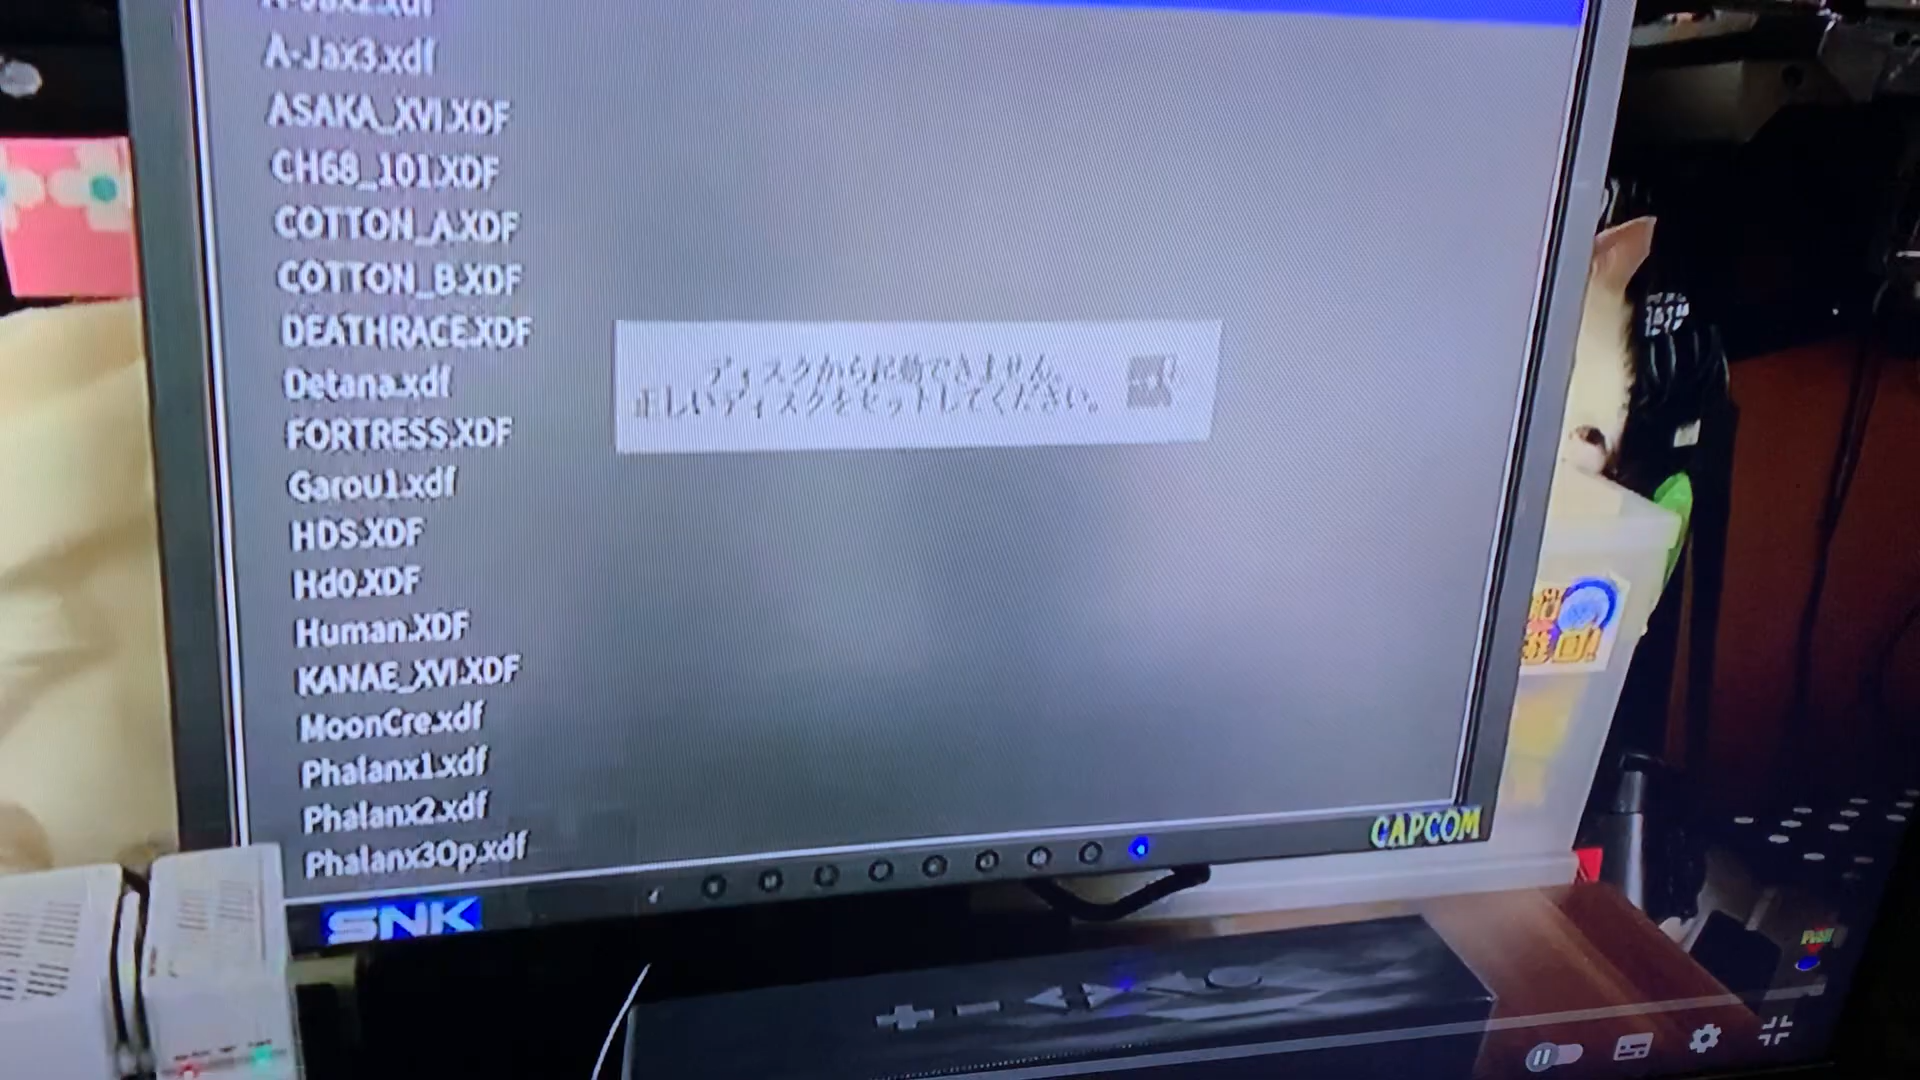 A-Jax2.xdf
A-Jax3.xdf
ASAKA_XVI.XDF
CH68_101.XDF
COTTON_A.XDF
COTTON_B.XDF
DEATHRACE.XDF
Detana.xdf
FORTRESS.XDF
Garou1.xdf
HDS.XDF
Hd0.XDF
Human.XDF
KANAE_XVI.XDF
MoonCre.xdf
Phalanx1.xdf
Phalanx2.xdf
Phalanx3Op.xdf
ディスクから起動できません。
正しいディスクをセットしてください。
CAPCOM
SNK